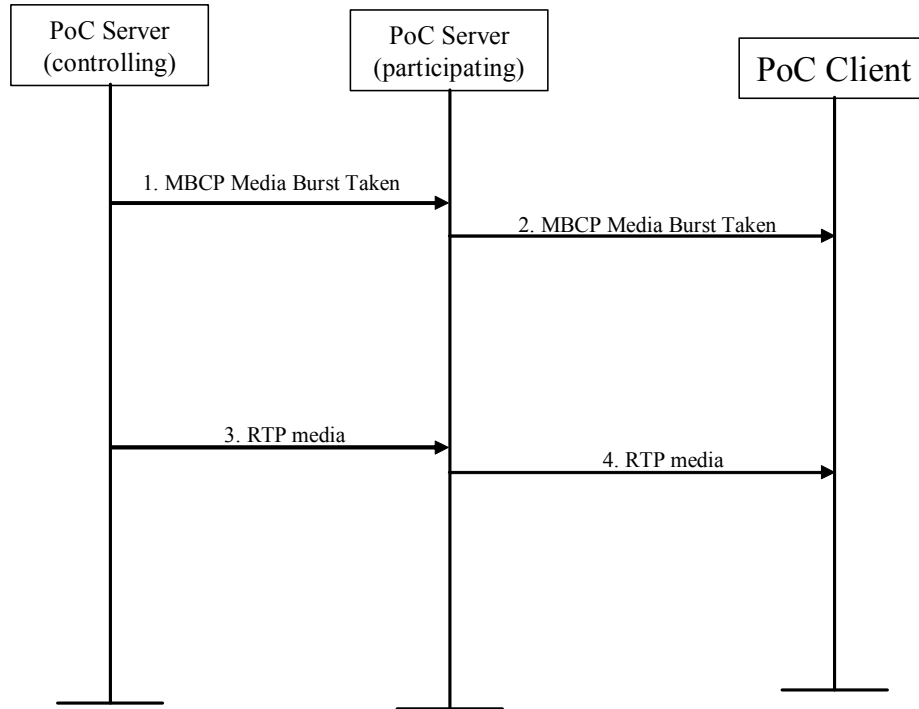 PoC Server
(controlling)
PoC Server
(participating)
PoC Client
1. MBCP Media Burst Taken
2. MBCP Media Burst Taken
3. RTP media
4. RTP media